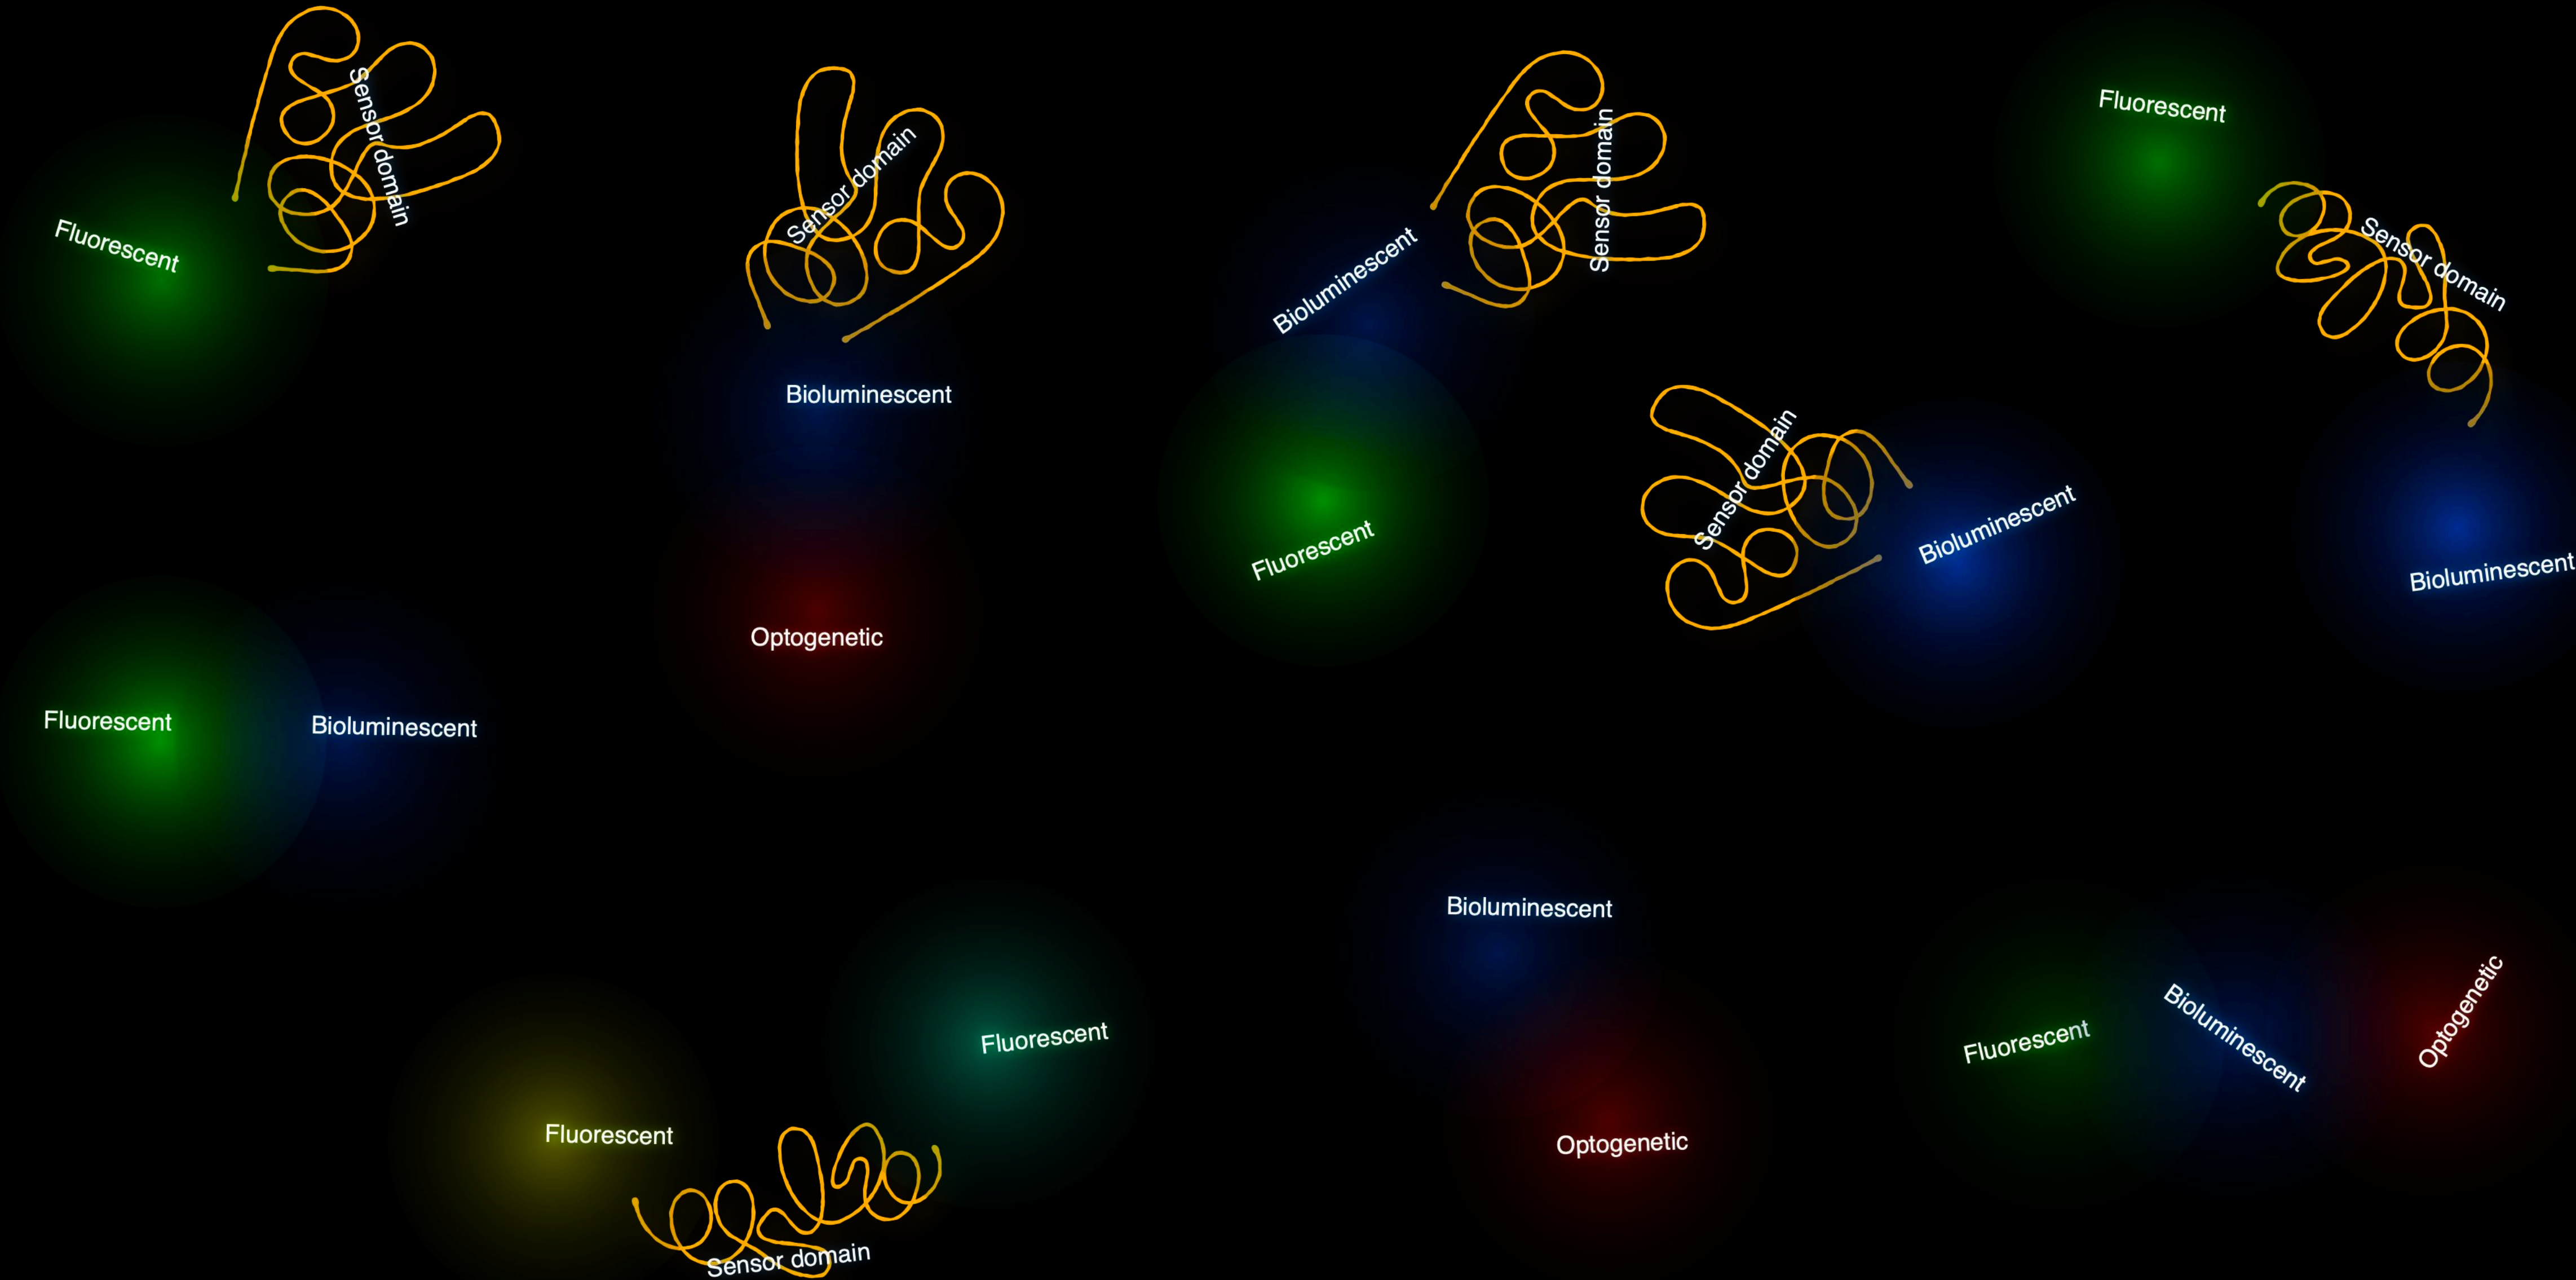 Sensor domain
Fluorescent
Sensor domain
Bioluminescent
Optogenetic
Sensor domain
Bioluminescent
Fluorescent
Fluorescent
Sensor domain
Bioluminescent
Sensor domain
Bioluminescent
Fluorescent
Bioluminescent
Fluorescent
Fluorescent
Sensor domain
Bioluminescent
Optogenetic
Fluorescent
Bioluminescent
Optogenetic